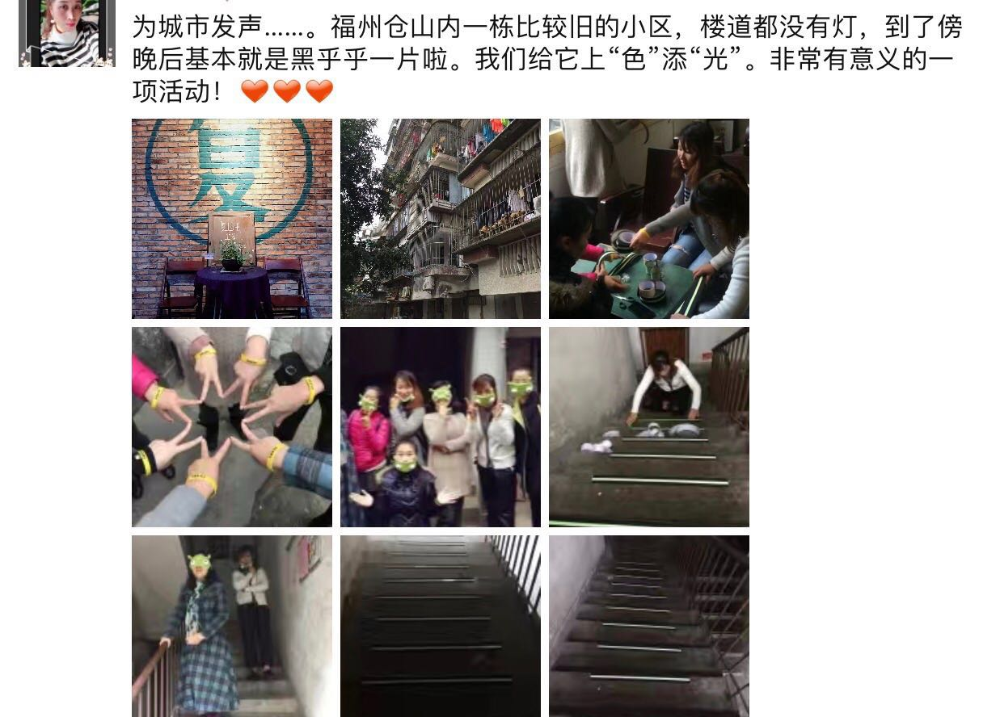 为城市发声……。福州仓山内一栋比较旧的小区，楼道都没有灯，到了傍
晚后基本就是黑乎乎一片啦。我们给它上“色”添“光”。非常有意义的一
项活动！
复